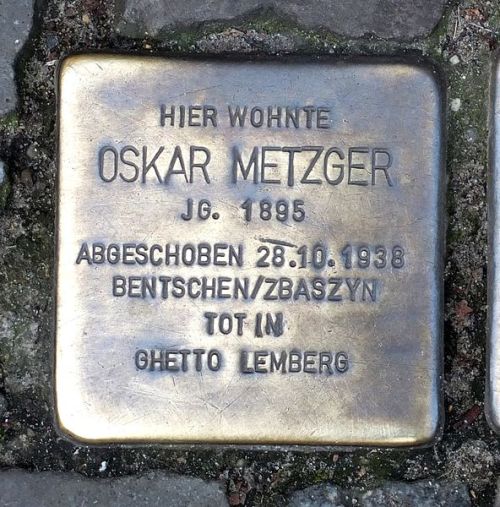 HIER WOHNTE
OSKAR METZGER
JG. 1895
ABGESCHOBEN 28.10.1938
BENTSCHEN/ZBASZYN
TOT IN
GHETTO LEMBERG